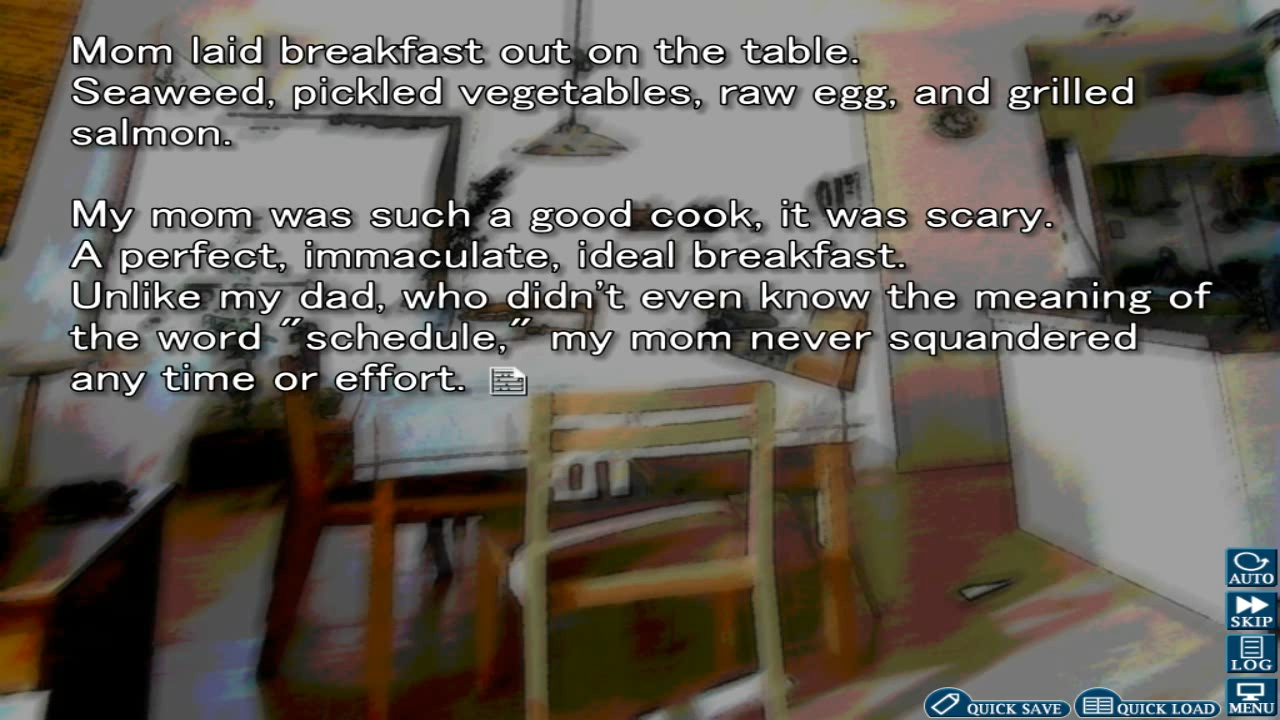 Mom laid breakfast out on the table.
Seaweed, pickled vegetables, raw egg, and grilled
salmon.
My mom was such a good cook, it was scary.
A perfect, immaculate, ideal breakfast.
Unlike my dad, who didn't even know the meaning of
the word "schedule," my mom never squandered
any time or effort.
AUTO
SKIP
LOG
MENU
QUICK SAVE
QUICK LOAD